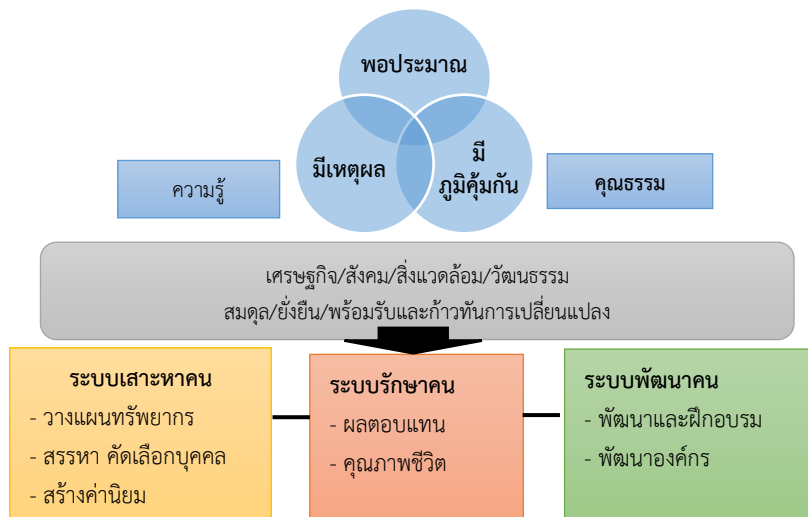 พอประมาณ
มีเหตุผล
มี
ภูมิคุ้มกัน
ความรู้
คุณธรรม
เศรษฐกิจ/สังคม/สิ่งแวดล้อม/วัฒนธรรม
สมดุล/ยั่งยืน/พร้อมรับและก้าวทันการเปลี่ยนแปลง
ระบบเสาะหาคน
- วางแผนทรัพยากร
- สรรหา คัดเลือกบุคคล
- สร้างค่านิยม
ระบบรักษาคน
- ผลตอบแทน
- คุณภาพชีวิต
ระบบพัฒนาคน
- พัฒนาและฝึกอบรม
- พัฒนาองค์กร